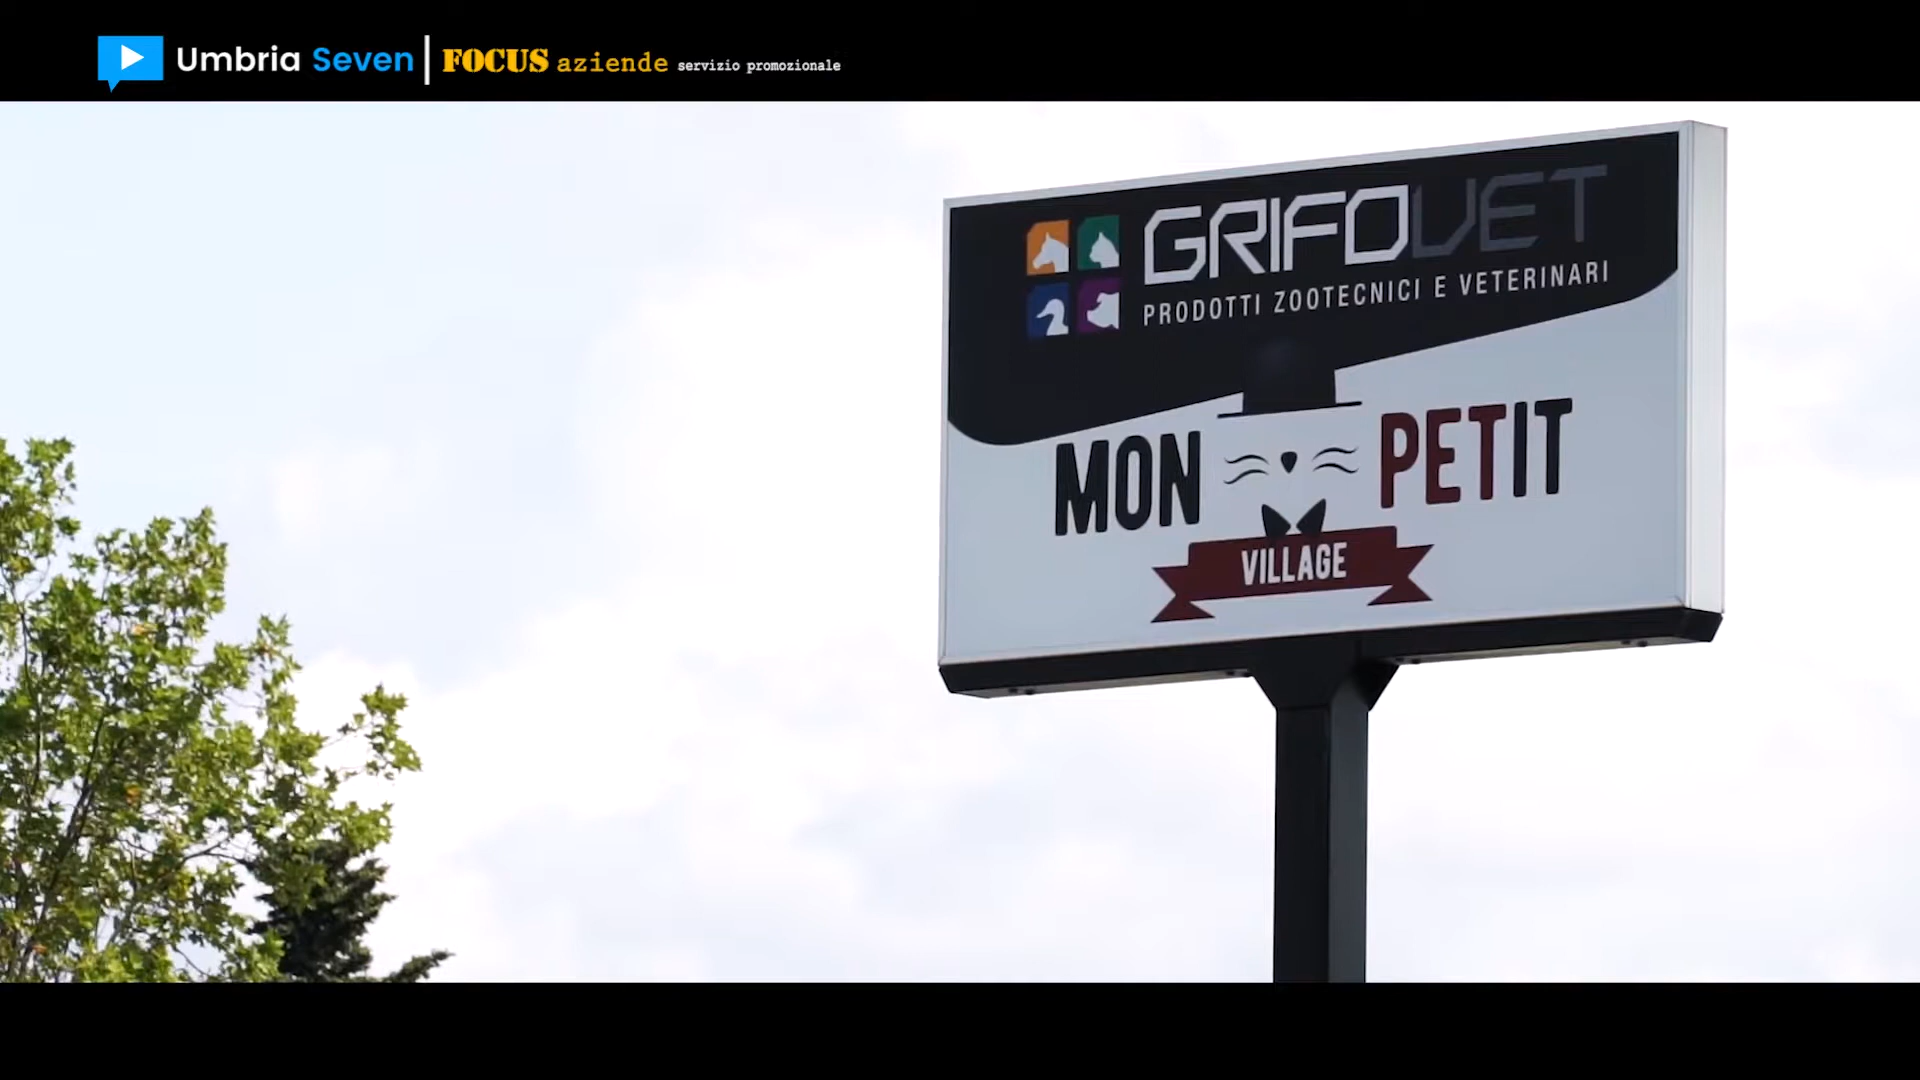 Umbria Seven | FOCUS aziende servizio promozionale
GRIFOVET
PRODOTTI ZOOTECNICI E VETERINARI
MON PETIT
VILLAGE